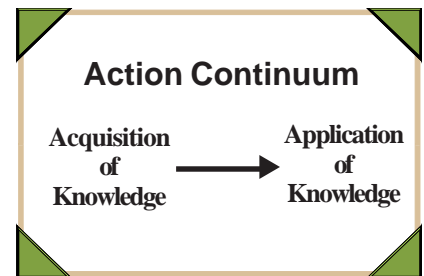 Action Continuum
Acquisition
of
Knowledge
Application
of
Knowledge